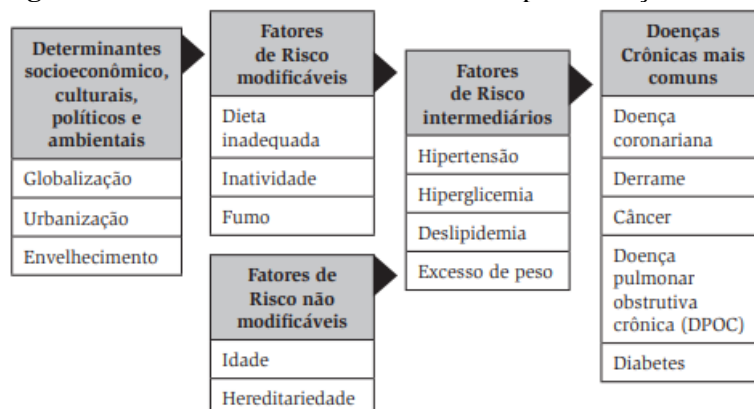 Determinantes
socioeconômico,
culturais,
políticos e
ambientais
Globalização
Urbanização
Envelhecimento
Fatores
de Risco
modificáveis
Dieta
inadequada
Inatividade
Fumo
Fatores de
Risco não
modificáveis
Idade
Hereditariedade
Fatores
de Risco
intermediários
Hipertensão
Hiperglicemia
Deslipidemia
Excesso de peso
Doenças
Crônicas mais
comuns
Doença
coronariana
Derrame
Câncer
Doença
pulmonar
obstrutiva
crônica (DPOC)
Diabetes